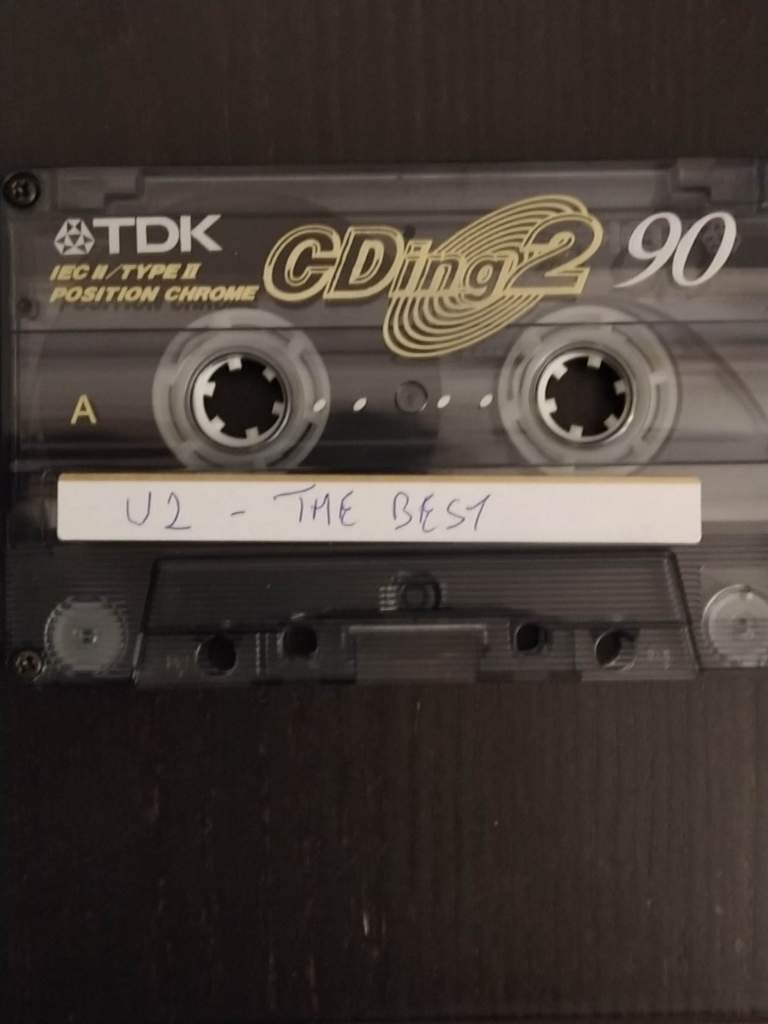 TDK CDing2 90
IEC II/TYPE II
POSITION CHROME
A
U2 - THE BEST